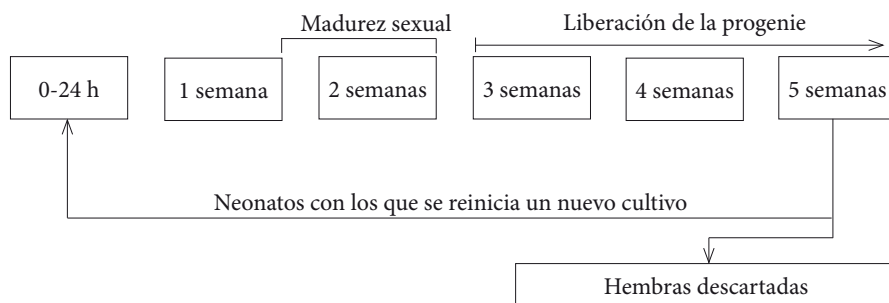 Madurez sexual
Liberación de la progenie
0-24 h
1 semana
2 semanas
3 semanas
4 semanas
5 semanas
Neonatos con los que se reinicia un nuevo cultivo
Hembras descartadas